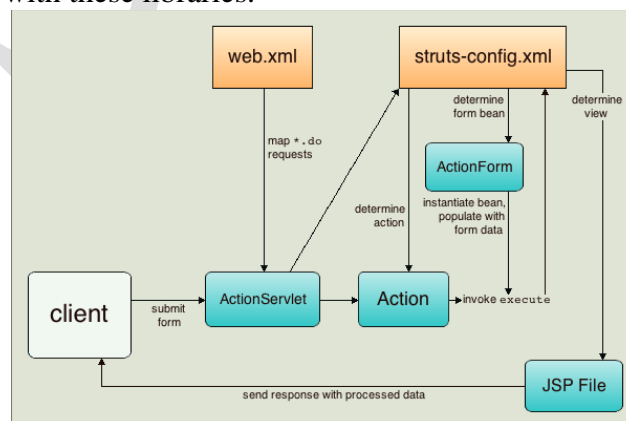 with these libraries.
web.xml
struts-config.xml
map *.do
requests
determine
form bean
determine
view
ActionForm
determine
action
instantiate bean,
populate with
form data
client
submit
form
ActionServlet
Action
invoke execute
JSP File
send response with processed data